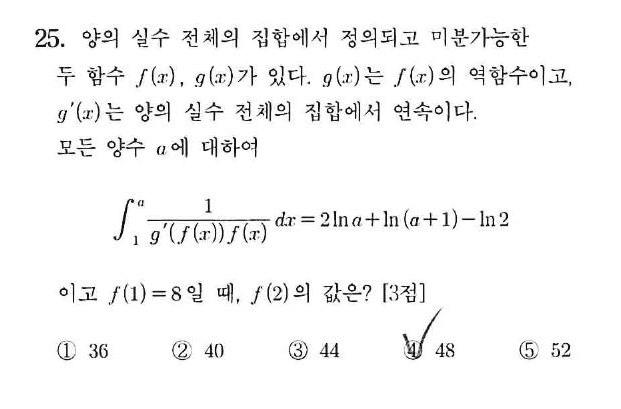 25. 양의 실수 전체의 집합에서 정의되고 미분가능한
두 함수 f(x), g(x)가 있다. g(x)는 f(x)의 역함수이고,
g′(x)는 양의 실수 전체의 집합에서 연속이다.
모든 양수 a에 대하여
∫₁ᵃ 1/(g′(f(x))f(x)) dx = 2 ln a + ln (a+1) − ln 2
이고 f(1)=8일 때, f(2)의 값은? [3점]
① 36 ② 40 ③ 44 ④ 48 ⑤ 52